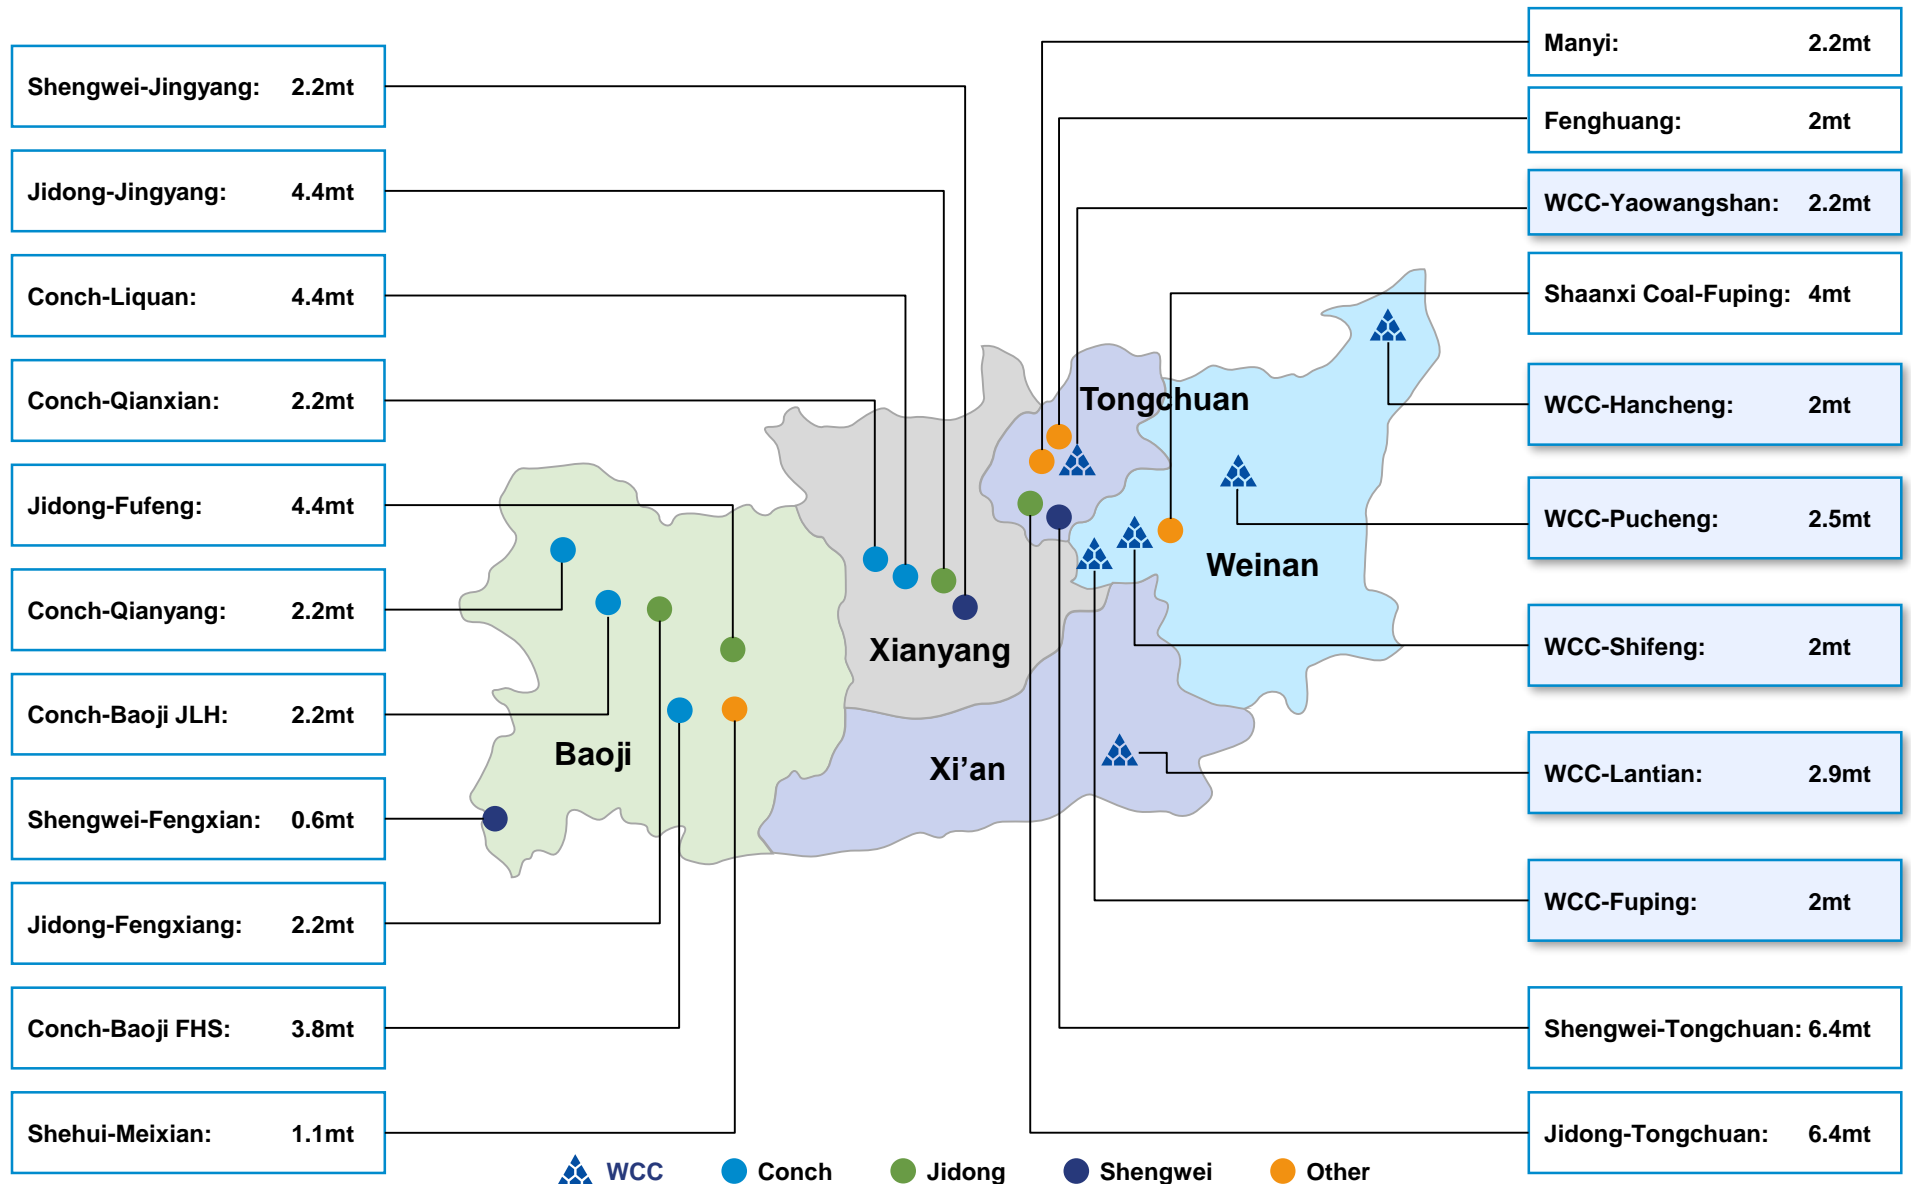 Shengwei-Jingyang: 2.2mt
Jidong-Jingyang: 4.4mt
Conch-Liquan: 4.4mt
Conch-Qianxian: 2.2mt
Jidong-Fufeng: 4.4mt
Conch-Qianyang: 2.2mt
Conch-Baoji JLH: 2.2mt
Shengwei-Fengxian: 0.6mt
Jidong-Fengxiang: 2.2mt
Conch-Baoji FHS: 3.8mt
Shehui-Meixian: 1.1mt
Tongchuan
Weinan
Xianyang
Baoji
Xi’an
Manyi: 2.2mt
Fenghuang: 2mt
WCC-Yaowangshan: 2.2mt
Shaanxi Coal-Fuping: 4mt
WCC-Hancheng: 2mt
WCC-Pucheng: 2.5mt
WCC-Shifeng: 2mt
WCC-Lantian: 2.9mt
WCC-Fuping: 2mt
Shengwei-Tongchuan: 6.4mt
Jidong-Tongchuan: 6.4mt
WCC Conch Jidong Shengwei Other